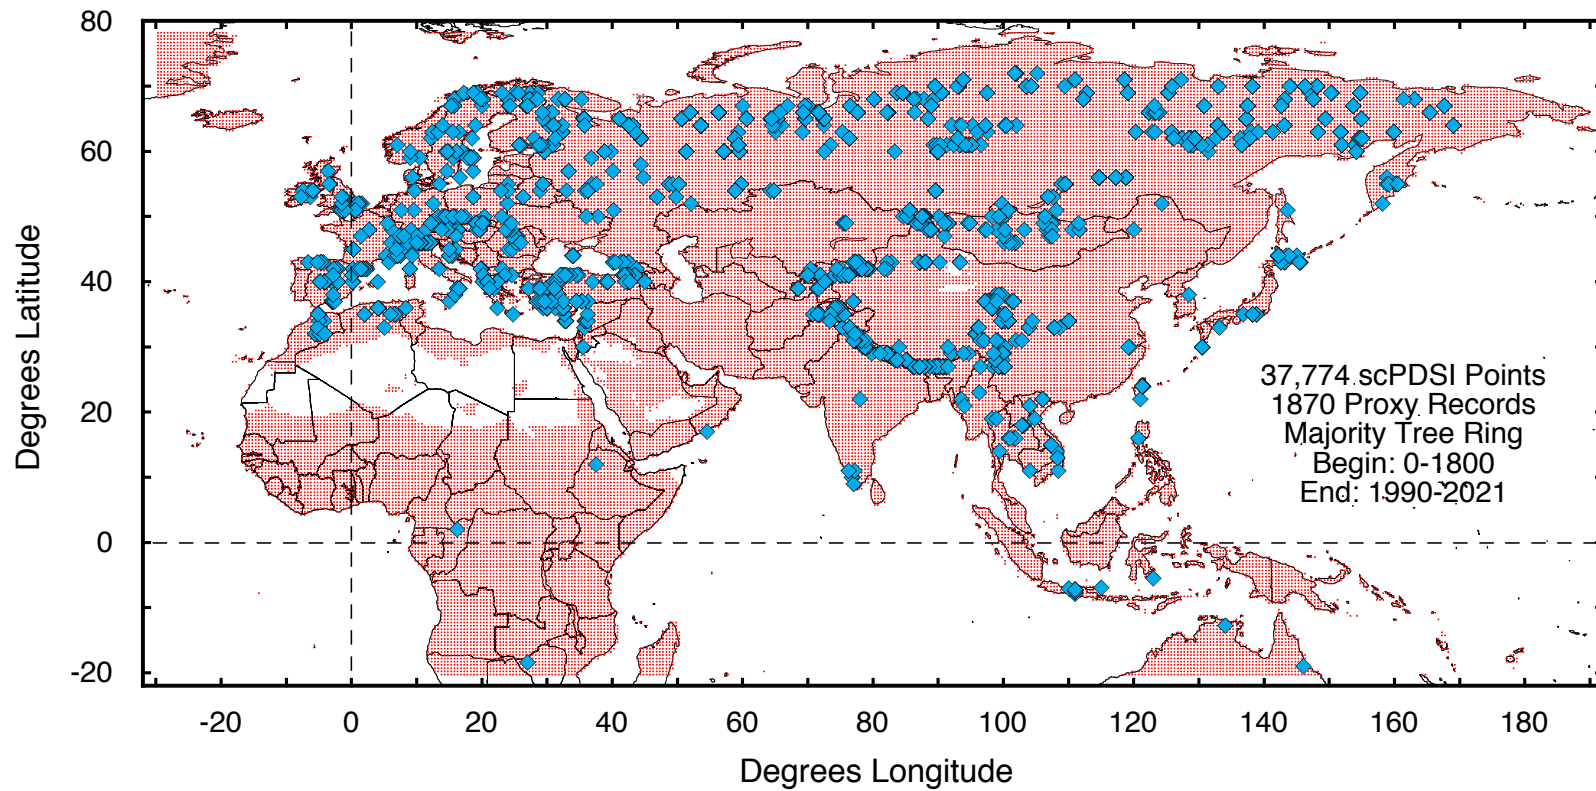 80
60
40
20
0
-20
Degrees Latitude
37,774 scPDSI Points
1870 Proxy Records
Majority Tree Ring
Begin: 0-1800
End: 1990-2021
-20 0 20 40 60 80 100 120 140 160 180
Degrees Longitude